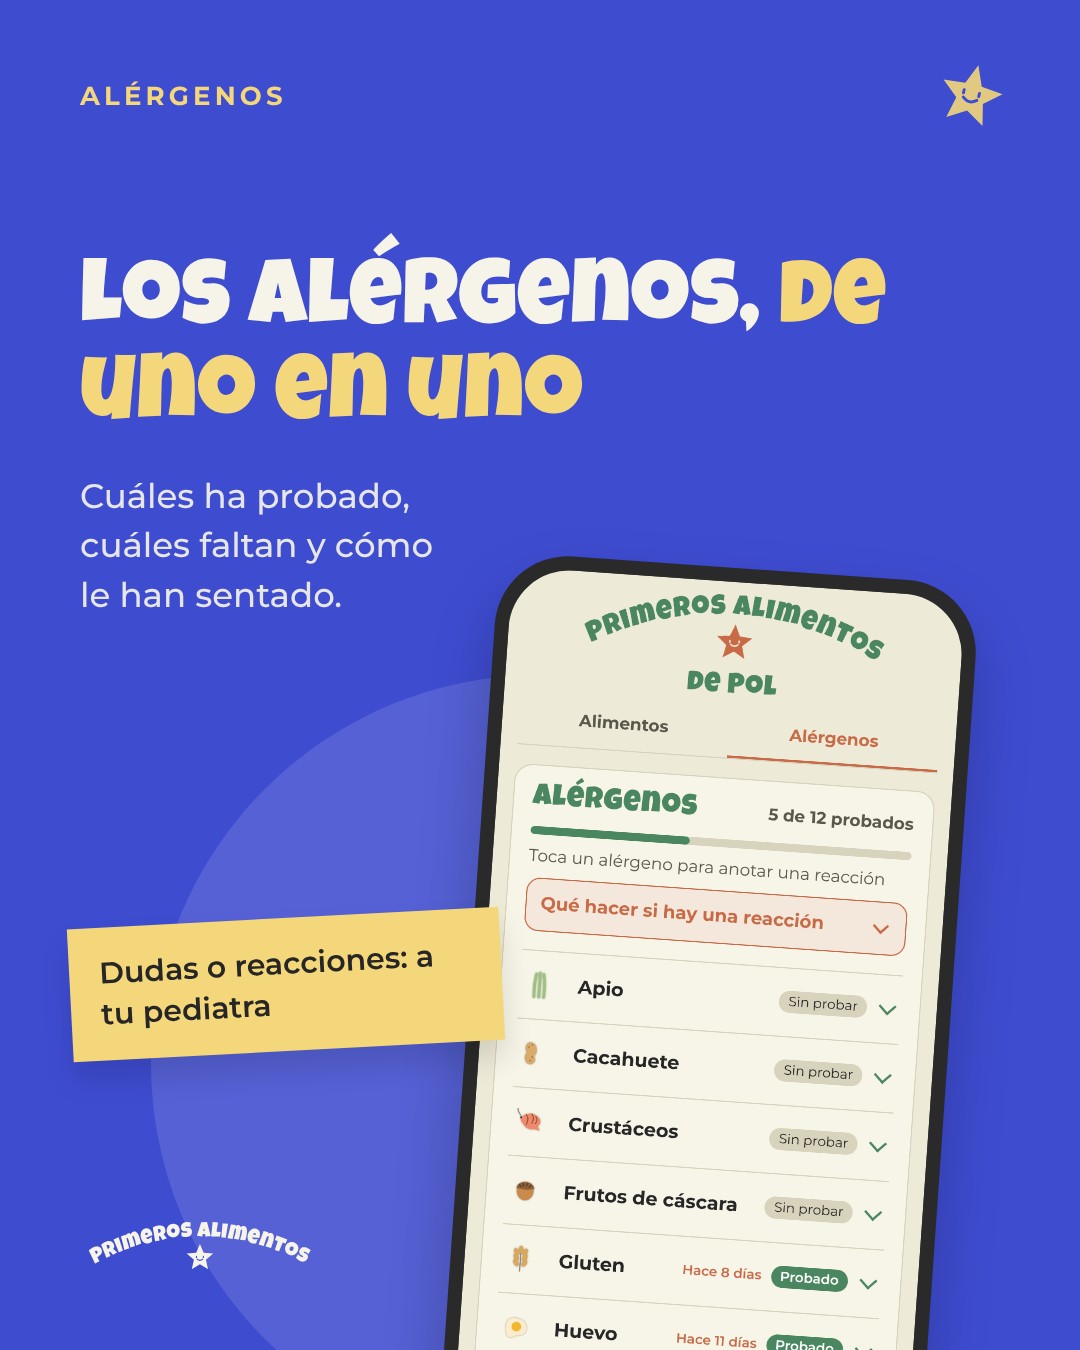 ALÉRGENOS
Los ALÉRGENOS, DE
UNO EN UNO
Cuáles ha probado,
cuáles faltan y cómo
le han sentado.
PRIMEROS ALIMENTOS
DE POL
Alimentos
Alérgenos
ALÉRGENOS
5 de 12 probados
Toca un alérgeno para anotar una reacción
Qué hacer si hay una reacción
Dudas o reacciones: a
tu pediatra
Apio Sin probar
Cacahuete Sin probar
Crustáceos Sin probar
Frutos de cáscara Sin probar
Gluten Hace 8 días Probado
Huevo Hace 11 días Probado
PRIMEROS ALIMENTOS